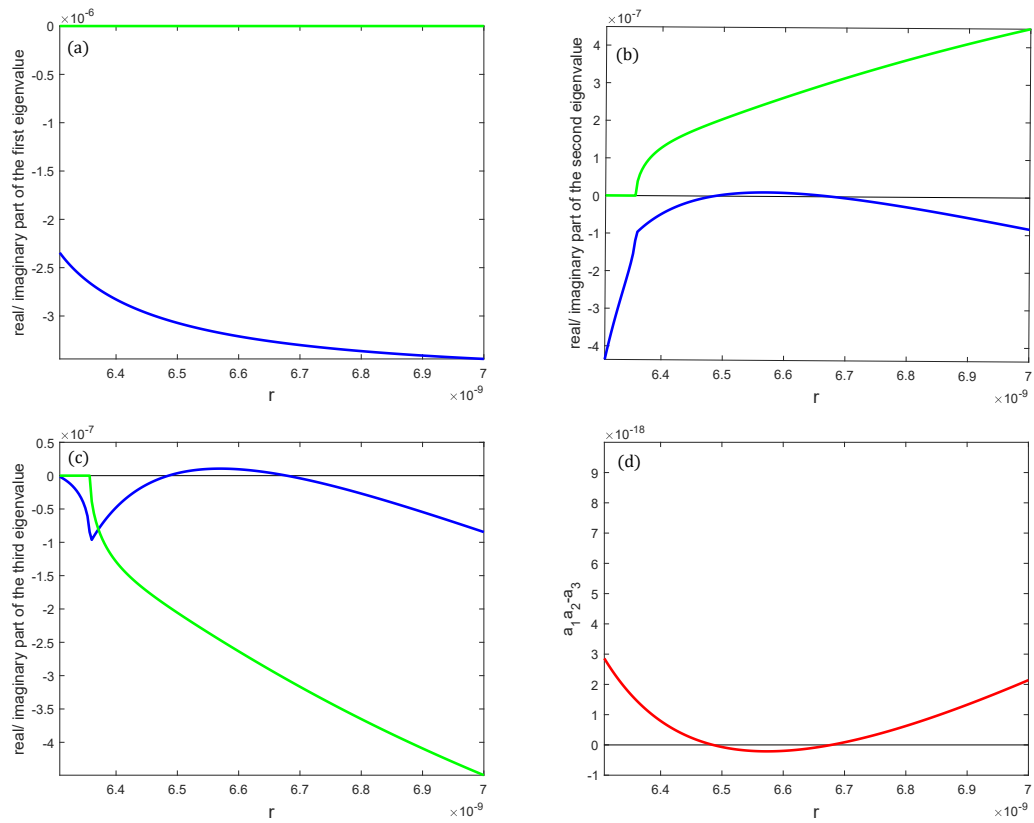 ×10⁻⁶
(a)
0
-0.5
-1
-1.5
-2
-2.5
-3
real/ imaginary part of the first eigenvalue
6.4 6.5 6.6 6.7 6.8 6.9 7
r
×10⁻⁹
×10⁻⁷
(b)
4
3
2
1
0
-1
-2
-3
-4
real/ imaginary part of the second eigenvalue
6.4 6.5 6.6 6.7 6.8 6.9 7
r
×10⁻⁹
×10⁻⁷
(c)
0.5
0
-0.5
-1
-1.5
-2
-2.5
-3
-3.5
-4
real/ imaginary part of the third eigenvalue
6.4 6.5 6.6 6.7 6.8 6.9 7
r
×10⁻⁹
×10⁻¹⁸
(d)
9
8
7
6
5
4
3
2
1
0
-1
a₁a₂-a₃
6.4 6.5 6.6 6.7 6.8 6.9 7
r
×10⁻⁹